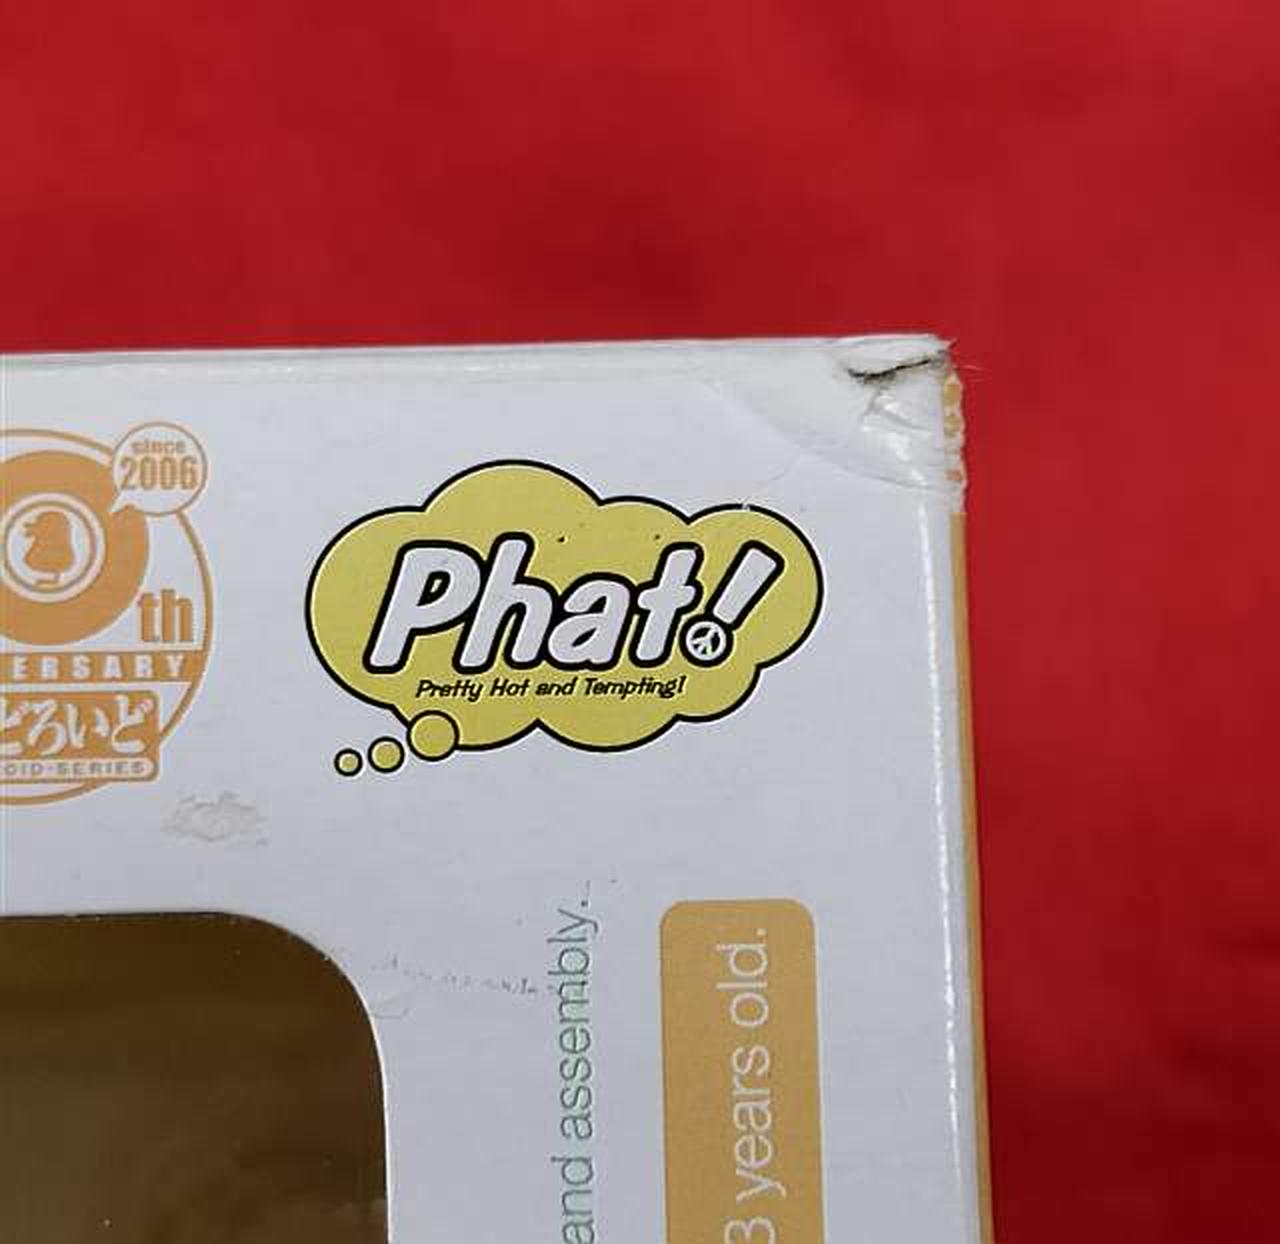 since
2006
th
ERSARY
どろいど
OID·SERIES
Phat!
Pretty Hot and Tempting!
and assembly.
3 years old.